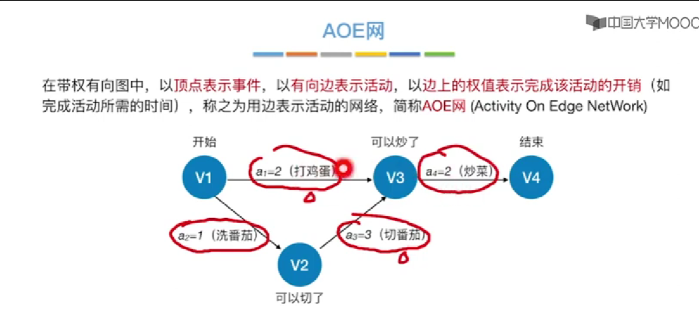 AOE网
中国大学MOOC
在带权有向图中，以顶点表示事件，以有向边表示活动，以边上的权值表示完成该活动的开销（如
完成活动所需的时间），称之为用边表示活动的网络，简称AOE网 (Activity On Edge NetWork)
开始
可以炒了
结束
V1
a₁=2（打鸡蛋）
V3
a₄=2（炒菜）
V4
a₂=1（洗番茄）
a₃=3（切番茄）
V2
可以切了